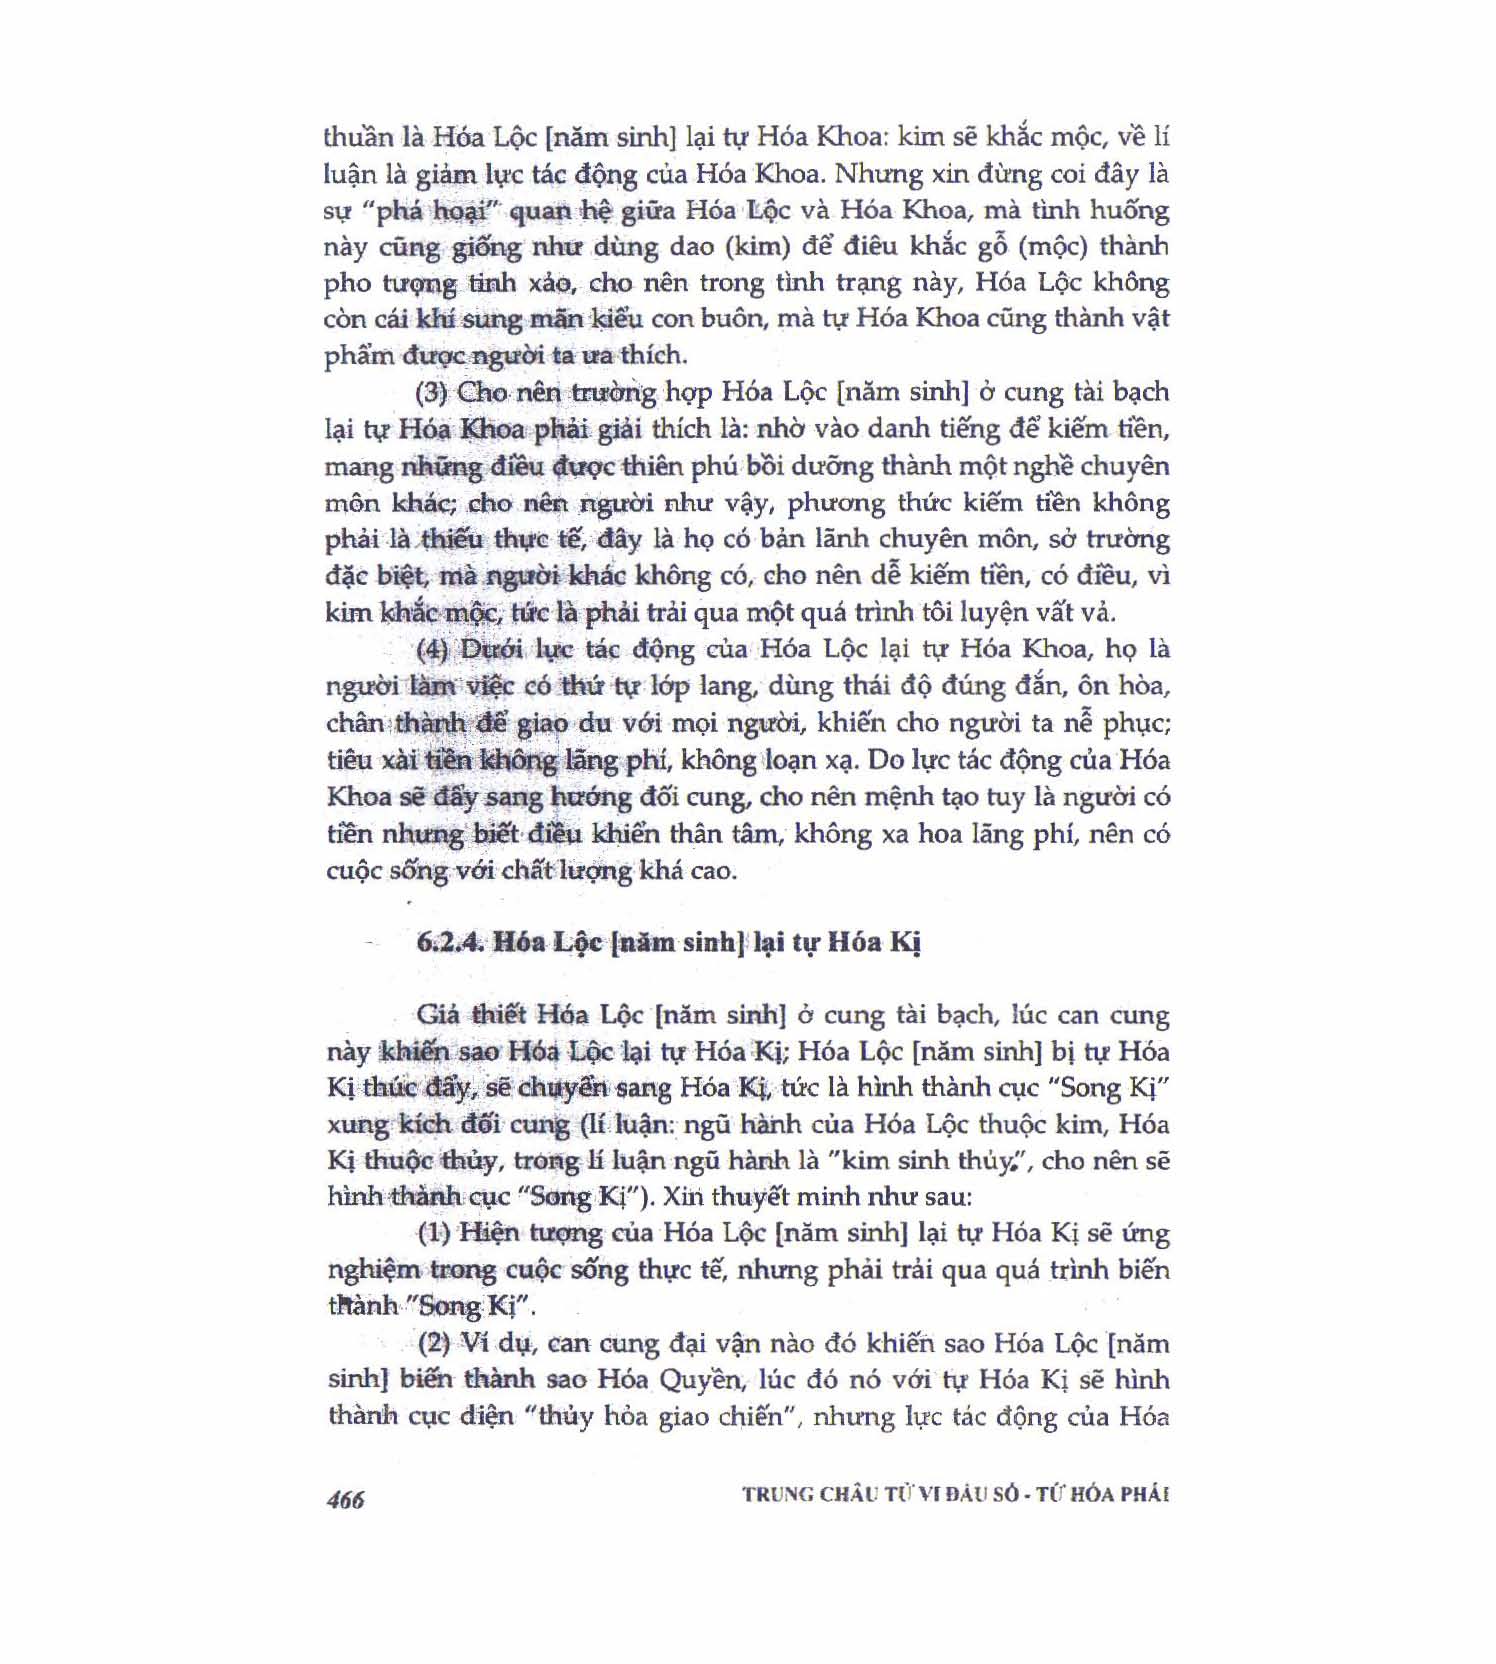 thuần là Hóa Lộc [năm sinh] lại tự Hóa Khoa: kim sẽ khắc mộc, về lí
luận là giảm lực tác động của Hóa Khoa. Nhưng xin đừng coi đây là
sự "phá hoại" quan hệ giữa Hóa Lộc và Hóa Khoa, mà tình huống
này cũng giống như dùng dao (kim) để điêu khắc gỗ (mộc) thành
pho tượng tinh xảo, cho nên trong tình trạng này, Hóa Lộc không
còn cái khí sung mãn kiểu con buôn, mà tự Hóa Khoa cũng thành vật
phẩm được người ta ưa thích.
(3) Cho nên trường hợp Hóa Lộc [năm sinh] ở cung tài bạch
lại tự Hóa Khoa phải giải thích là: nhờ vào danh tiếng để kiếm tiền,
mang những điều được thiên phú bồi dưỡng thành một nghề chuyên
môn khác; cho nên người như vậy, phương thức kiếm tiền không
phải là thiếu thực tế, đây là họ có bản lãnh chuyên môn, sở trường
đặc biệt, mà người khác không có, cho nên dễ kiếm tiền, có điều, vì
kim khắc mộc, tức là phải trải qua một quá trình tôi luyện vất vả.
(4) Dưới lực tác động của Hóa Lộc lại tự Hóa Khoa, họ là
người làm việc có thứ tự lớp lang, dùng thái độ đúng đắn, ôn hòa,
chân thành để giao du với mọi người, khiến cho người ta nễ phục;
tiêu xài tiền không lãng phí, không loạn xạ. Do lực tác động của Hóa
Khoa sẽ đẩy sang hướng đối cung, cho nên mệnh tạo tuy là người có
tiền nhưng biết điều khiển thân tâm, không xa hoa lãng phí, nên có
cuộc sống với chất lượng khá cao.
6.2.4. Hóa Lộc [năm sinh] lại tự Hóa Kị
Giả thiết Hóa Lộc [năm sinh] ở cung tài bạch, lúc can cung
này khiến sao Hóa Lộc lại tự Hóa Kị; Hóa Lộc [năm sinh] bị tự Hóa
Kị thúc đẩy, sẽ chuyển sang Hóa Kị, tức là hình thành cục "Song Kị"
xung kích đối cung (lí luận: ngũ hành của Hóa Lộc thuộc kim, Hóa
Kị thuộc thủy, trong lí luận ngũ hành là "kim sinh thủy", cho nên sẽ
hình thành cục "Song Kị"). Xin thuyết minh như sau:
(1) Hiện tượng của Hóa Lộc [năm sinh] lại tự Hóa Kị sẽ ứng
nghiệm trong cuộc sống thực tế, nhưng phải trải qua quá trình biến
thành "Song Kị".
(2) Ví dụ, can cung đại vận nào đó khiến sao Hóa Lộc [năm
sinh] biến thành sao Hóa Quyền, lúc đó nó với tự Hóa Kị sẽ hình
thành cục diện "thủy hỏa giao chiến", nhưng lực tác động của Hóa
466
TRUNG CHÂU TỬ VI ĐẨU SỐ - TỨ HÓA PHÁI